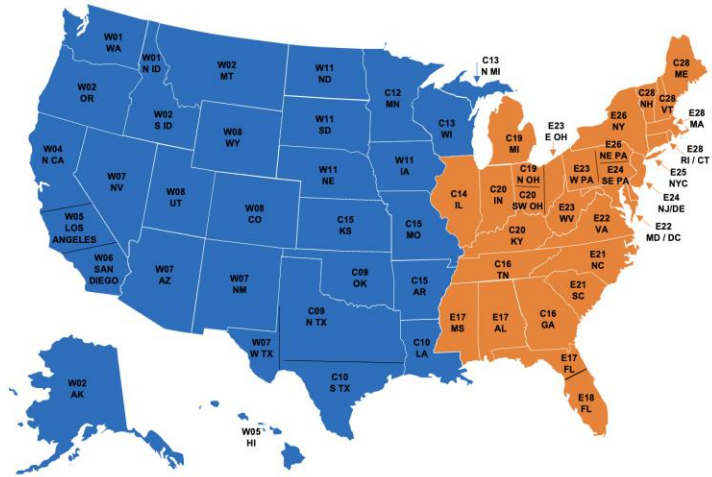 W01
WA
W01
N ID
W02
MT
W11
ND
C12
MN
C13
N MI
C28
ME
W02
OR
W02
S ID
W08
WY
W11
SD
C13
WI
C19
MI
E23
E OH
E26
NY
C28
NH
C28
VT
E28
MA
E28
RI / CT
W04
N CA
W07
NV
W08
UT
W08
CO
W11
NE
W11
IA
C14
IL
C20
IN
C19
N OH
C20
SW OH
E23
W PA
E26
NE PA
E24
SE PA
E25
NYC
E24
NJ/DE
E22
MD / DC
W05
LOS
ANGELES
W06
SAN
DIEGO
W07
AZ
W07
NM
C15
KS
C15
MO
C20
KY
E23
WV
E22
VA
C09
OK
C15
AR
C16
TN
E21
NC
E21
SC
C09
N TX
W07
W TX
C10
S TX
C10
LA
E17
MS
E17
AL
C16
GA
E17
FL
E18
FL
W02
AK
W05
HI